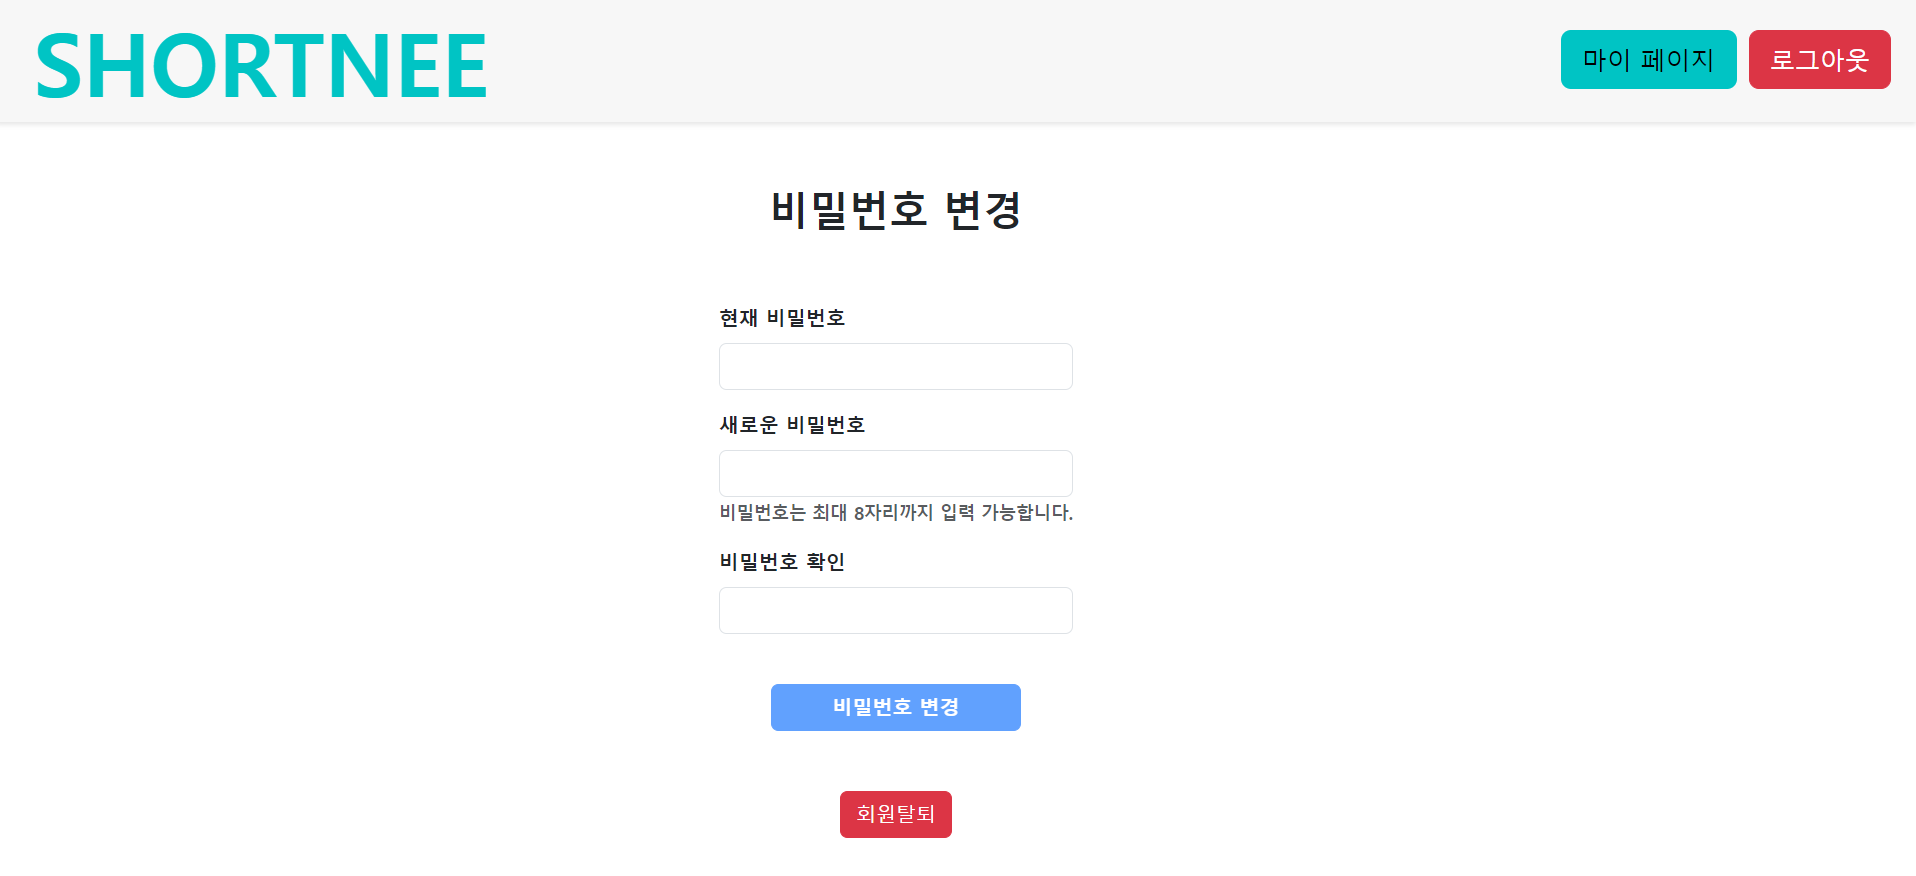 SHORTNEE
마이 페이지
로그아웃
비밀번호 변경
현재 비밀번호
새로운 비밀번호
비밀번호는 최대 8자리까지 입력 가능합니다.
비밀번호 확인
비밀번호 변경
회원탈퇴